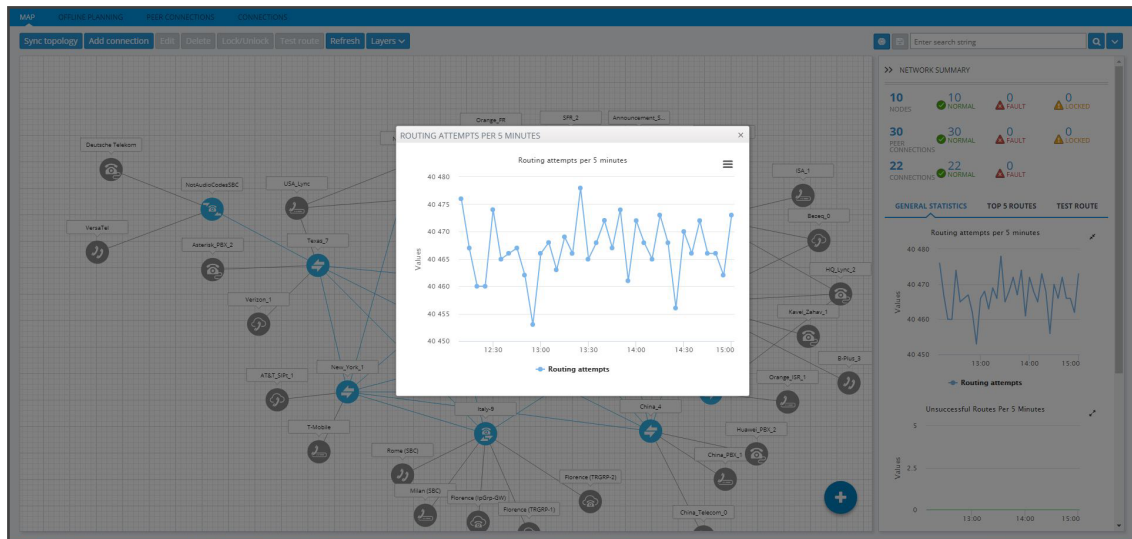 MAP OFFLINE PLANNING PEER CONNECTIONS CONNECTIONS
Sync topology Add connection Edit Delete Lock/Unlock Test route Refresh Layers
Enter search string
NETWORK SUMMARY
10 NODES 10 NORMAL 0 FAULT 0 LOCKED
30 PEER CONNECTIONS 30 NORMAL 0 FAULT 0 LOCKED
22 CONNECTIONS 22 NORMAL 0 FAULT
GENERAL STATISTICS TOP 5 ROUTES TEST ROUTE
Routing attempts per 5 minutes
40 480
40 470
40 460
40 450
Values
13:00 14:00 15:00
Routing attempts
Unsuccessful Routes Per 5 Minutes
5
2.5
0
Values
13:00 14:00 15:00
ROUTING ATTEMPTS PER 5 MINUTES ×
Routing attempts per 5 minutes
40 480
40 475
40 470
40 465
40 460
40 455
40 450
Values
12:30 13:00 13:30 14:00 14:30 15:00
Routing attempts
Orange_FR
SFR_2
Announcement_S...
Deutsche Telekom
NotAudioCodesSBC
USA_Lync
ISA_1
VersaTel
Asterisk_PBX_2
Texas_7
Bezeq_0
HQ_Lync_2
Verizon_1
Kavel_Zahav_1
New_York_1
B-Plus_3
AT&T_SIPt_1
Orange_ISR_1
Italy-9
China_4
T-Mobile
Huawei_PBX_2
Rome (SBC)
China_PBX_1
Florence (TRGRP-2)
Milan (SBC)
Florence (IpGrp-GW)
Florence (TRGRP-1)
China_Telecom_0